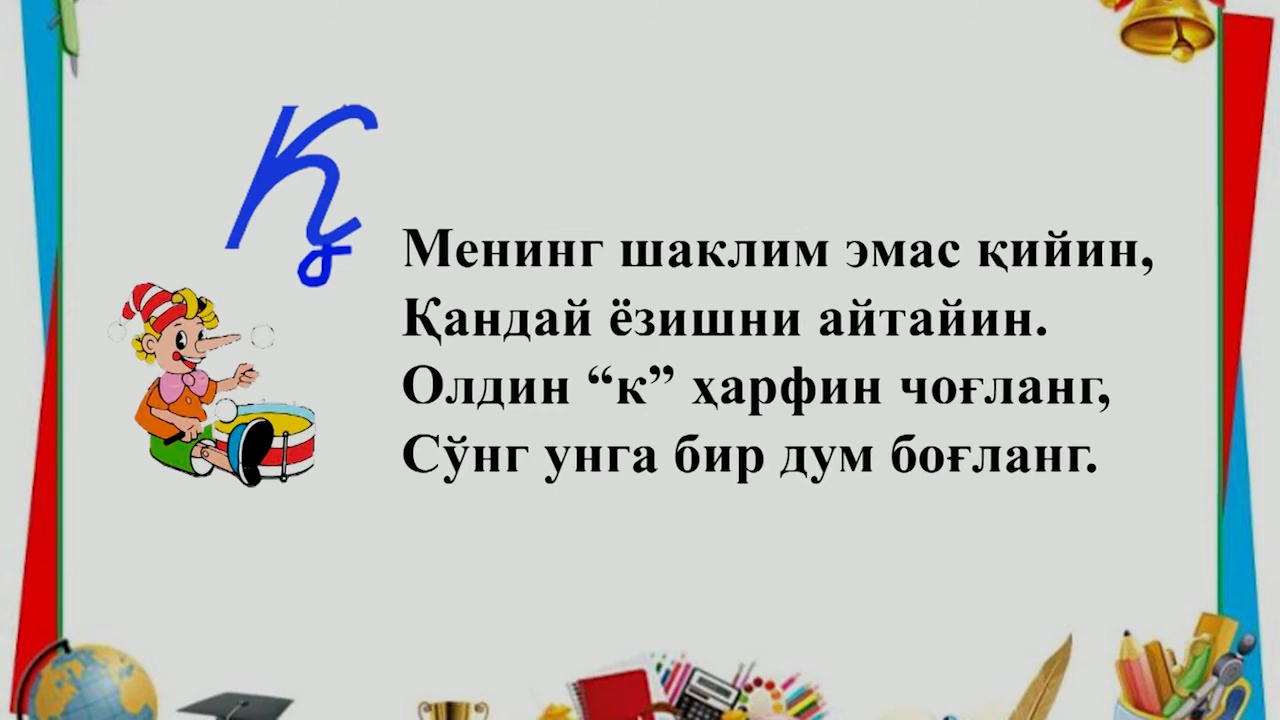 Қ
Менинг шаклим эмас қийин,
Қандай ёзишни айтайин.
Олдин “к” ҳарфин чоғланг,
Сўнг унга бир дум боғланг.